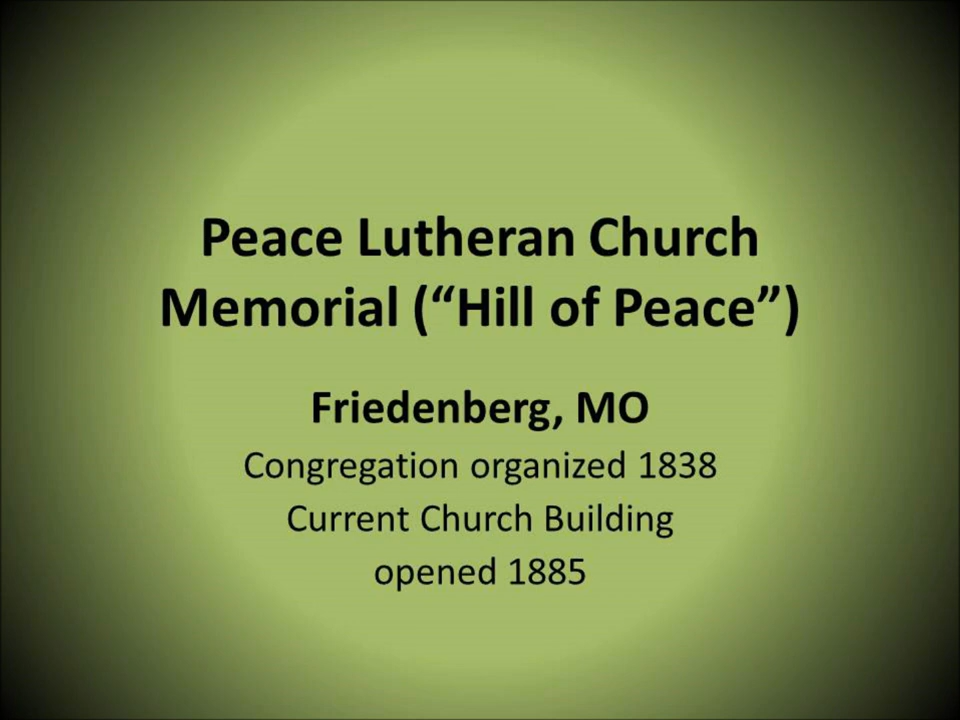 Peace Lutheran Church
Memorial (“Hill of Peace”)
Friedenberg, MO
Congregation organized 1838
Current Church Building
opened 1885